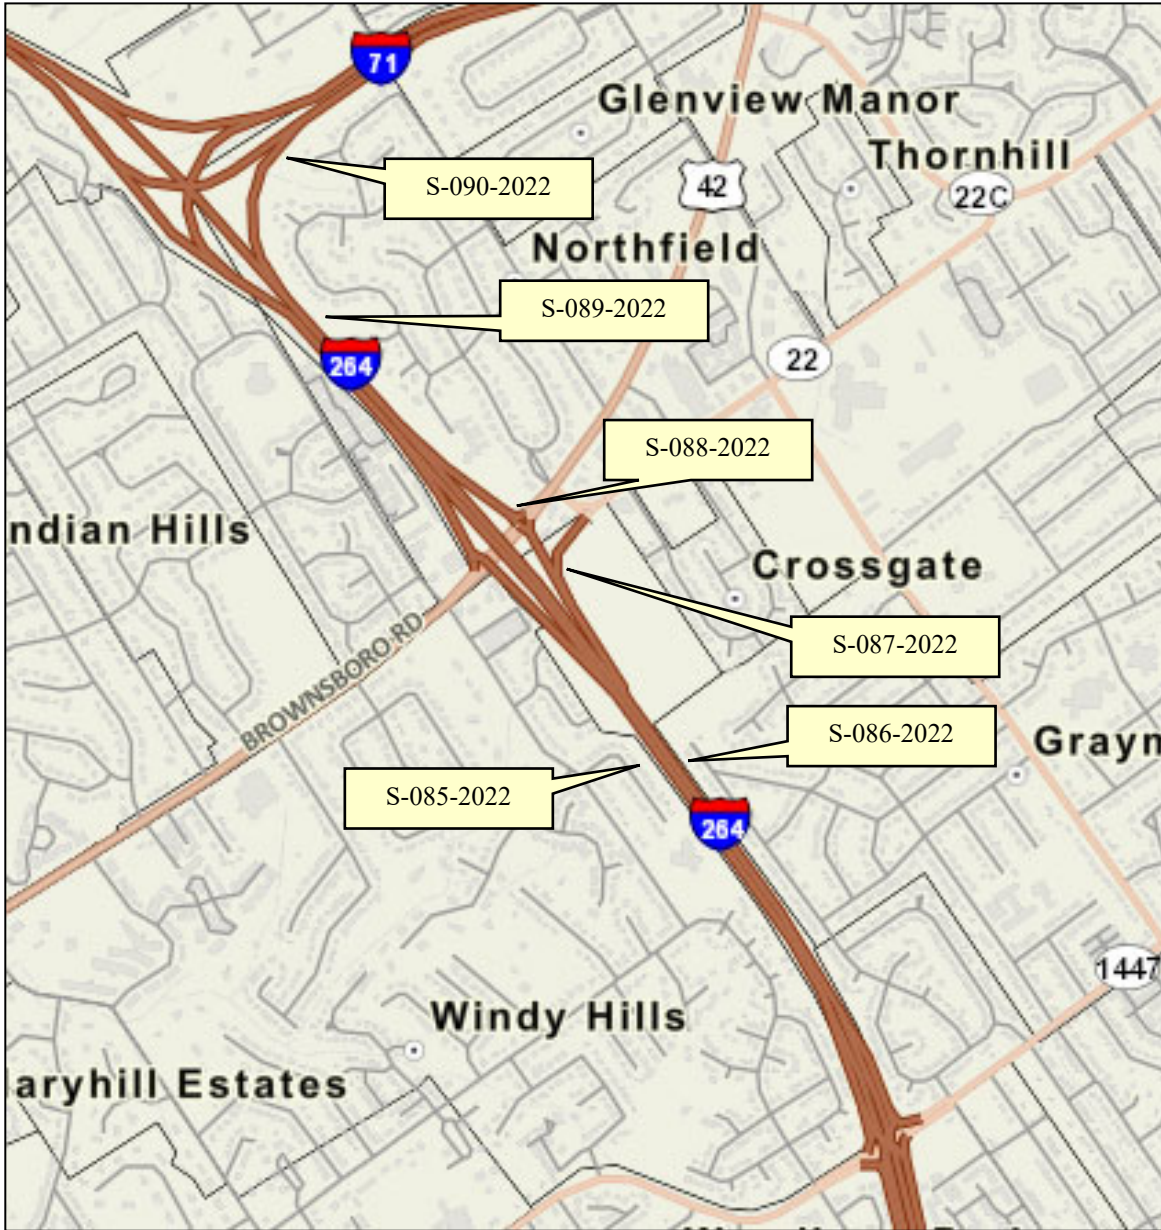 71
Glenview Manor
Thornhill
S-090-2022
42
22C
Northfield
S-089-2022
264
22
S-088-2022
ndian Hills
Crossgate
BROWNSBORO RD
S-087-2022
S-086-2022
Grayn
S-085-2022
264
1447
Windy Hills
aryhill Estates